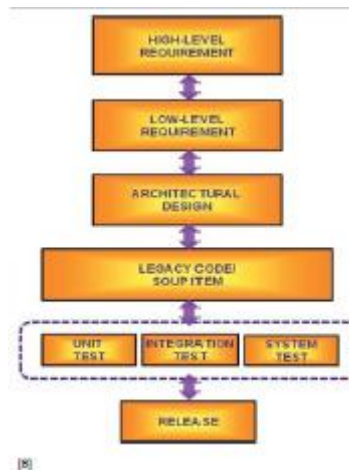 HIGH-LEVEL
REQUIREMENT
LOW-LEVEL
REQUIREMENT
ARCHITECTURAL
DESIGN
LEGACY CODE/
SOUP ITEM
UNIT
TEST
INTEGRATION
TEST
SYSTEM
TEST
RELEASE
[8]